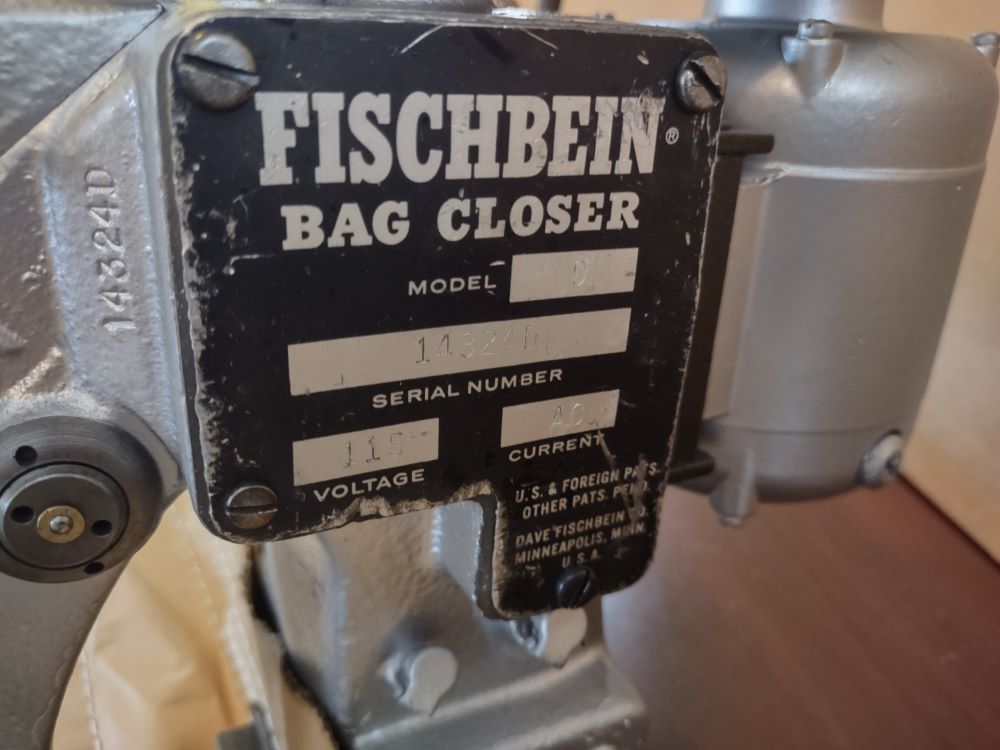 FISCHBEIN®
BAG CLOSER
MODEL D
14324D
SERIAL NUMBER
115 AC
VOLTAGE CURRENT
U.S. & FOREIGN PATS.
OTHER PATS. PEND.
DAVE FISCHBEIN CO.
MINNEAPOLIS, MINN.
U.S.A.
14324D